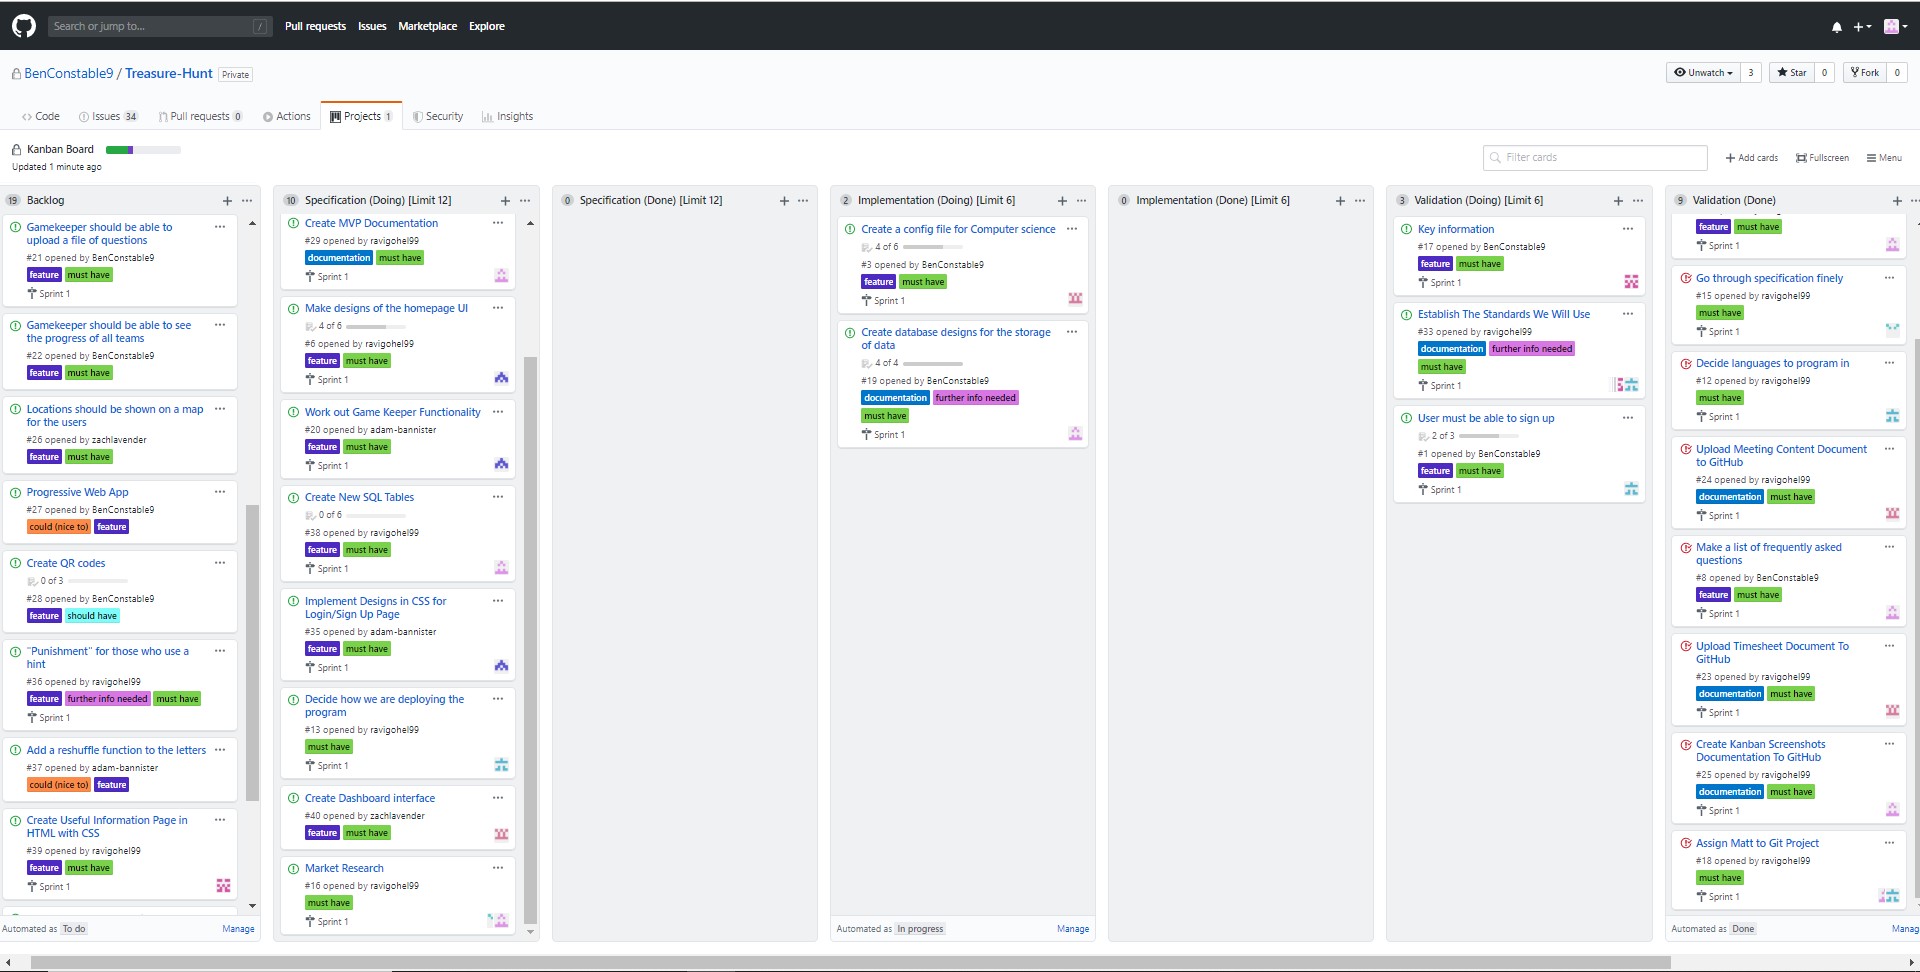 Search or jump to... /
Pull requests Issues Marketplace Explore
BenConstable9 / Treasure-Hunt Private
Unwatch 3 Star 0 Fork 0
Code Issues 34 Pull requests 0 Actions Projects 1 Security Insights
Kanban Board
Updated 1 minute ago
Filter cards
Add cards Fullscreen Menu
19 Backlog
Gamekeeper should be able to
upload a file of questions
#21 opened by BenConstable9
feature must have
Sprint 1
Gamekeeper should be able to see
the progress of all teams
#22 opened by BenConstable9
feature must have
Locations should be shown on a map
for the users
#26 opened by zachlavender
feature must have
Progressive Web App
#27 opened by BenConstable9
could (nice to) feature
Create QR codes
0 of 3
#28 opened by BenConstable9
feature should have
"Punishment" for those who use a
hint
#36 opened by ravigohel99
feature further info needed must have
Sprint 1
Add a reshuffle function to the letters
#37 opened by adam-bannister
could (nice to) feature
Create Useful Information Page in
HTML with CSS
#39 opened by ravigohel99
feature must have
Sprint 1
Automated as To do Manage
10 Specification (Doing) [Limit 12]
Create MVP Documentation
#29 opened by ravigohel99
documentation must have
Sprint 1
Make designs of the homepage UI
4 of 6
#6 opened by ravigohel99
feature must have
Sprint 1
Work out Game Keeper Functionality
#20 opened by adam-bannister
feature must have
Sprint 1
Create New SQL Tables
0 of 6
#38 opened by ravigohel99
feature must have
Sprint 1
Implement Designs in CSS for
Login/Sign Up Page
#35 opened by adam-bannister
feature must have
Sprint 1
Decide how we are deploying the
program
#13 opened by ravigohel99
must have
Sprint 1
Create Dashboard interface
#40 opened by zachlavender
feature must have
Market Research
#16 opened by ravigohel99
must have
Sprint 1
0 Specification (Done) [Limit 12]
2 Implementation (Doing) [Limit 6]
Create a config file for Computer science
4 of 6
#3 opened by BenConstable9
feature must have
Sprint 1
Create database designs for the storage
of data
4 of 4
#19 opened by BenConstable9
documentation further info needed
must have
Sprint 1
Automated as In progress Manage
0 Implementation (Done) [Limit 6]
3 Validation (Doing) [Limit 6]
Key information
#17 opened by BenConstable9
feature must have
Sprint 1
Establish The Standards We Will Use
#33 opened by ravigohel99
documentation further info needed
must have
Sprint 1
User must be able to sign up
2 of 3
#1 opened by BenConstable9
feature must have
Sprint 1
9 Validation (Done)
feature must have
Sprint 1
Go through specification finely
#15 opened by ravigohel99
must have
Sprint 1
Decide languages to program in
#12 opened by ravigohel99
must have
Sprint 1
Upload Meeting Content Document
to GitHub
#24 opened by ravigohel99
documentation must have
Sprint 1
Make a list of frequently asked
questions
#8 opened by BenConstable9
feature must have
Sprint 1
Upload Timesheet Document To
GitHub
#23 opened by ravigohel99
documentation must have
Sprint 1
Create Kanban Screenshots
Documentation To GitHub
#25 opened by ravigohel99
documentation must have
Sprint 1
Assign Matt to Git Project
#18 opened by ravigohel99
must have
Sprint 1
Automated as Done Manag